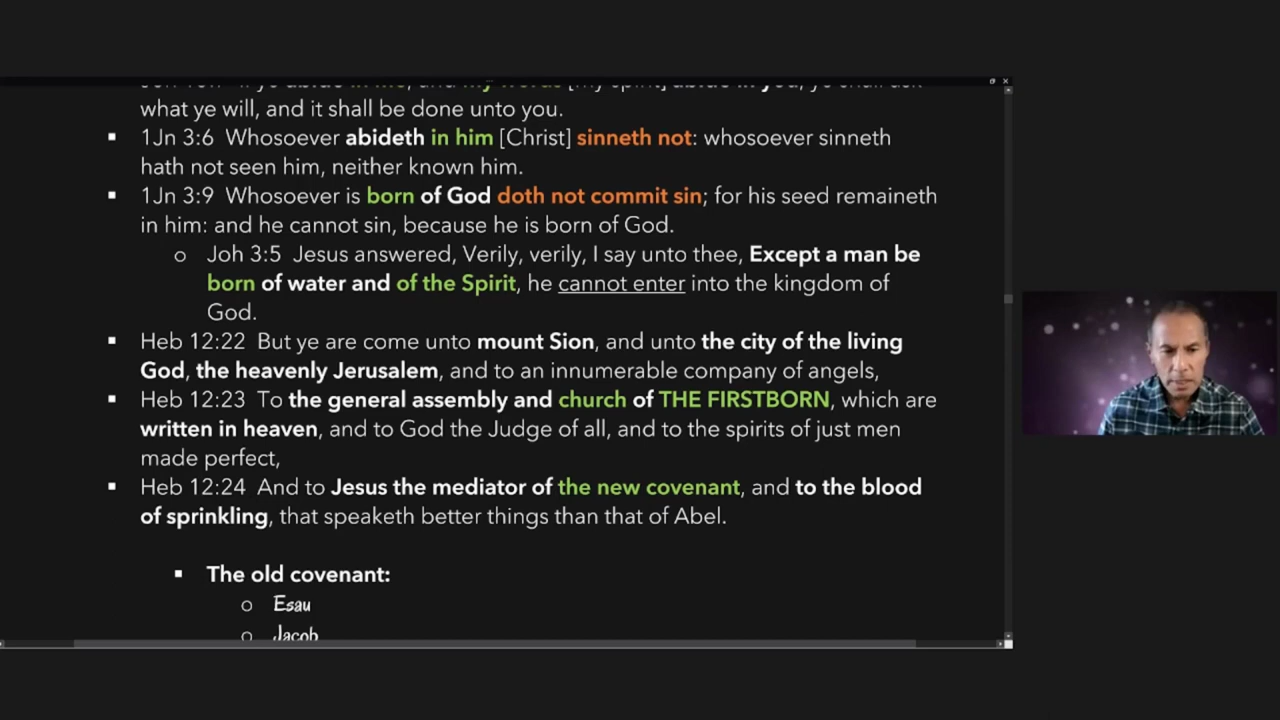 what ye will, and it shall be done unto you.
▪ 1Jn 3:6 Whosoever abideth in him [Christ] sinneth not: whosoever sinneth
hath not seen him, neither known him.
▪ 1Jn 3:9 Whosoever is born of God doth not commit sin; for his seed remaineth
in him: and he cannot sin, because he is born of God.
o Joh 3:5 Jesus answered, Verily, verily, I say unto thee, Except a man be
born of water and of the Spirit, he cannot enter into the kingdom of
God.
▪ Heb 12:22 But ye are come unto mount Sion, and unto the city of the living
God, the heavenly Jerusalem, and to an innumerable company of angels,
▪ Heb 12:23 To the general assembly and church of THE FIRSTBORN, which are
written in heaven, and to God the Judge of all, and to the spirits of just men
made perfect,
▪ Heb 12:24 And to Jesus the mediator of the new covenant, and to the blood
of sprinkling, that speaketh better things than that of Abel.
▪ The old covenant:
o Esau
o Jacob